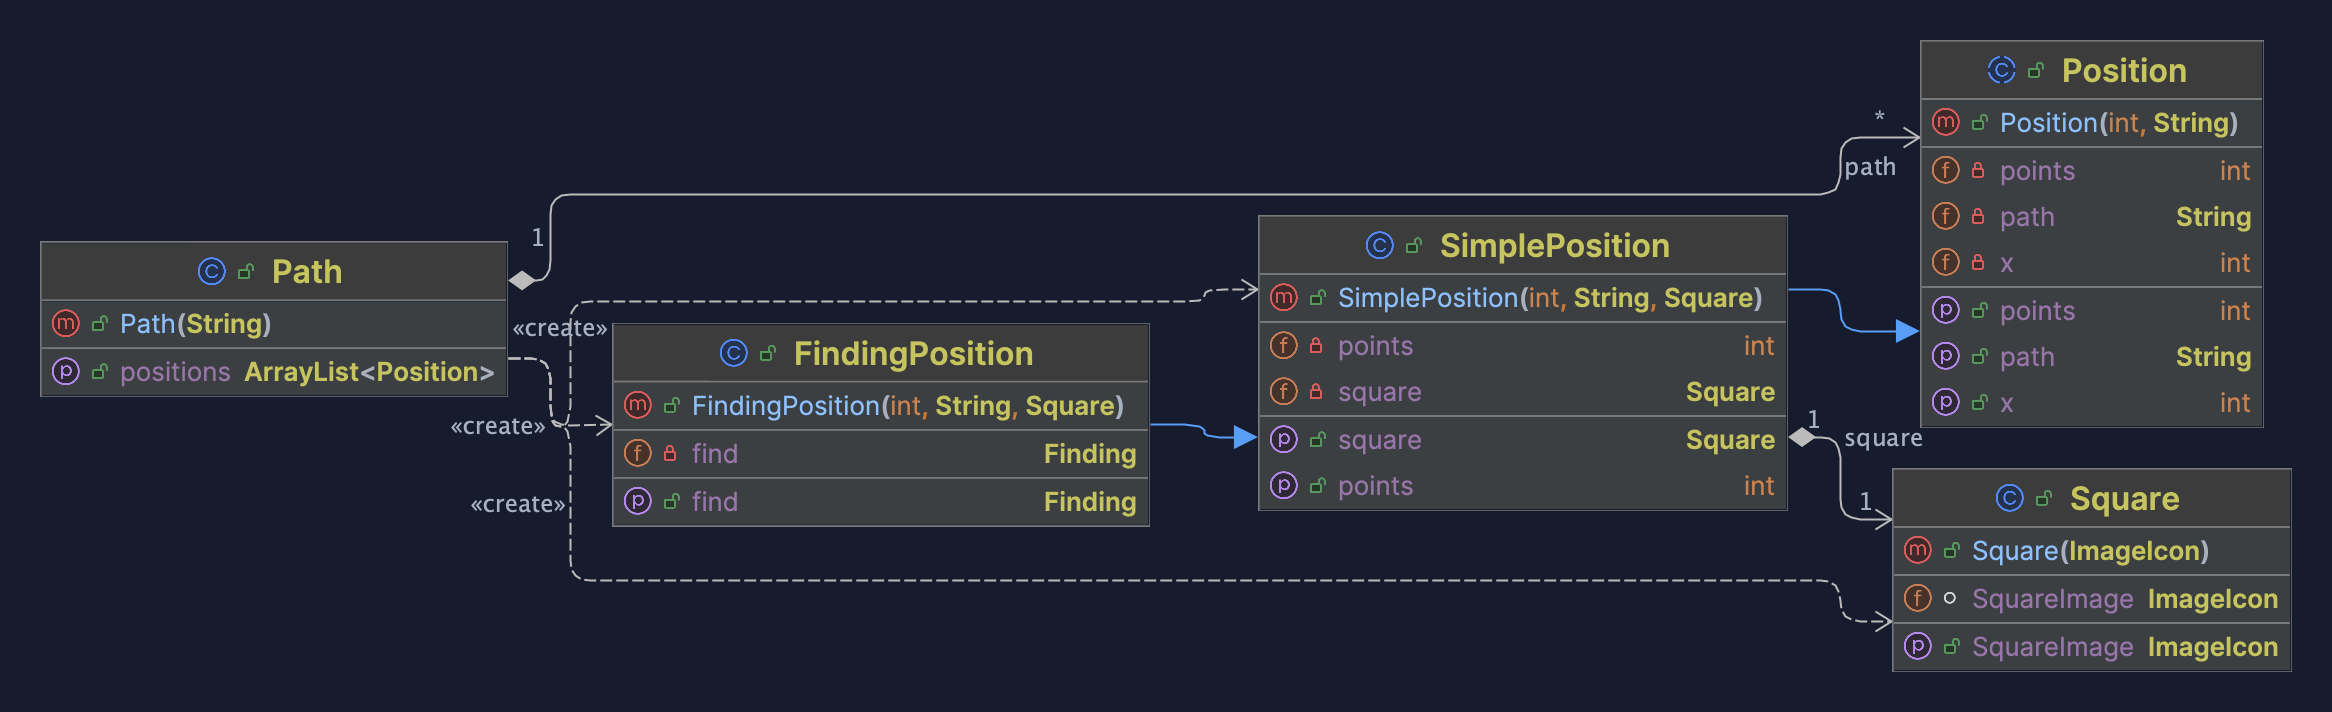 Path
Path(String)
positions ArrayList<Position>
1
«create»
«create»
«create»
FindingPosition
FindingPosition(int, String, Square)
find Finding
find Finding
SimplePosition
SimplePosition(int, String, Square)
points int
square Square
square Square
points int
*
path
Position
Position(int, String)
points int
path String
x int
points int
path String
x int
1
square
1
Square
Square(ImageIcon)
SquareImage ImageIcon
SquareImage ImageIcon